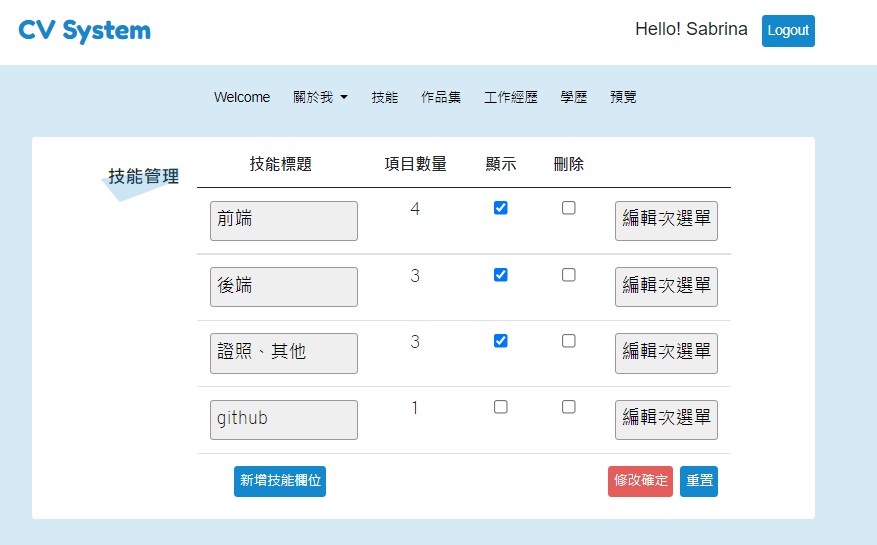 CV System
Hello! Sabrina Logout
Welcome 關於我 技能 作品集 工作經歷 學歷 預覽
技能管理
技能標題 項目數量 顯示 刪除
前端 4 編輯次選單
後端 3 編輯次選單
證照、其他 3 編輯次選單
github 1 編輯次選單
新增技能欄位 修改確定 重置